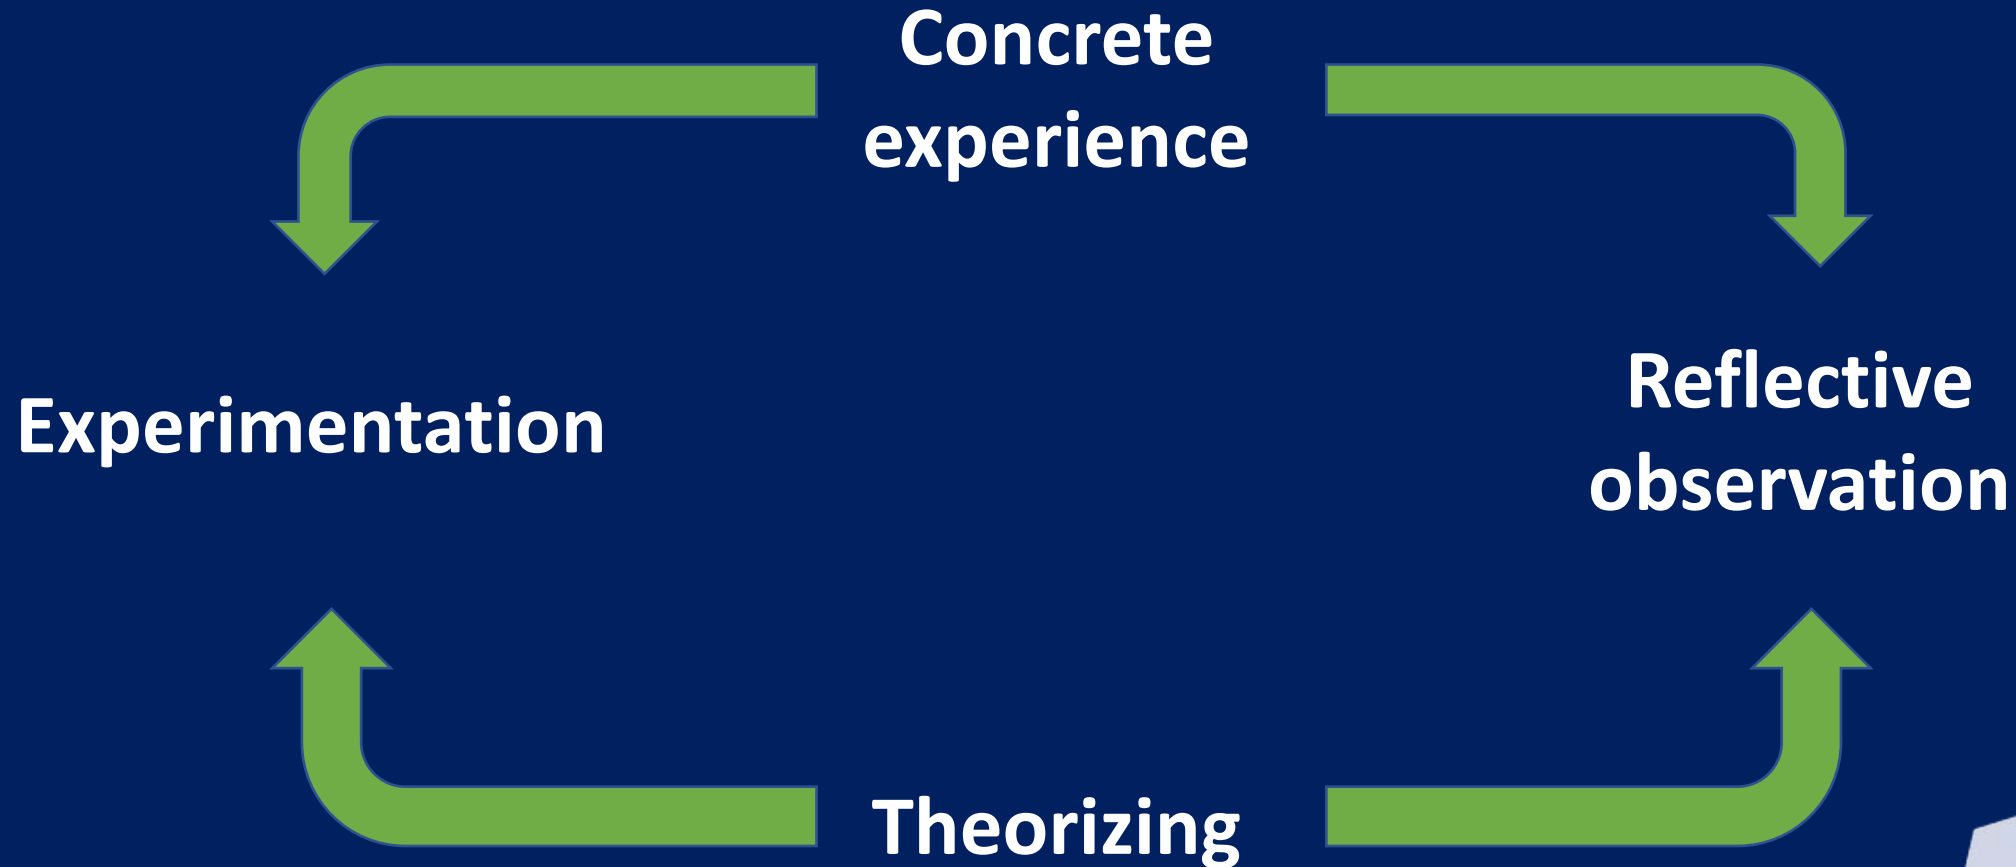 Concrete
experience
Experimentation
Reflective
observation
Theorizing